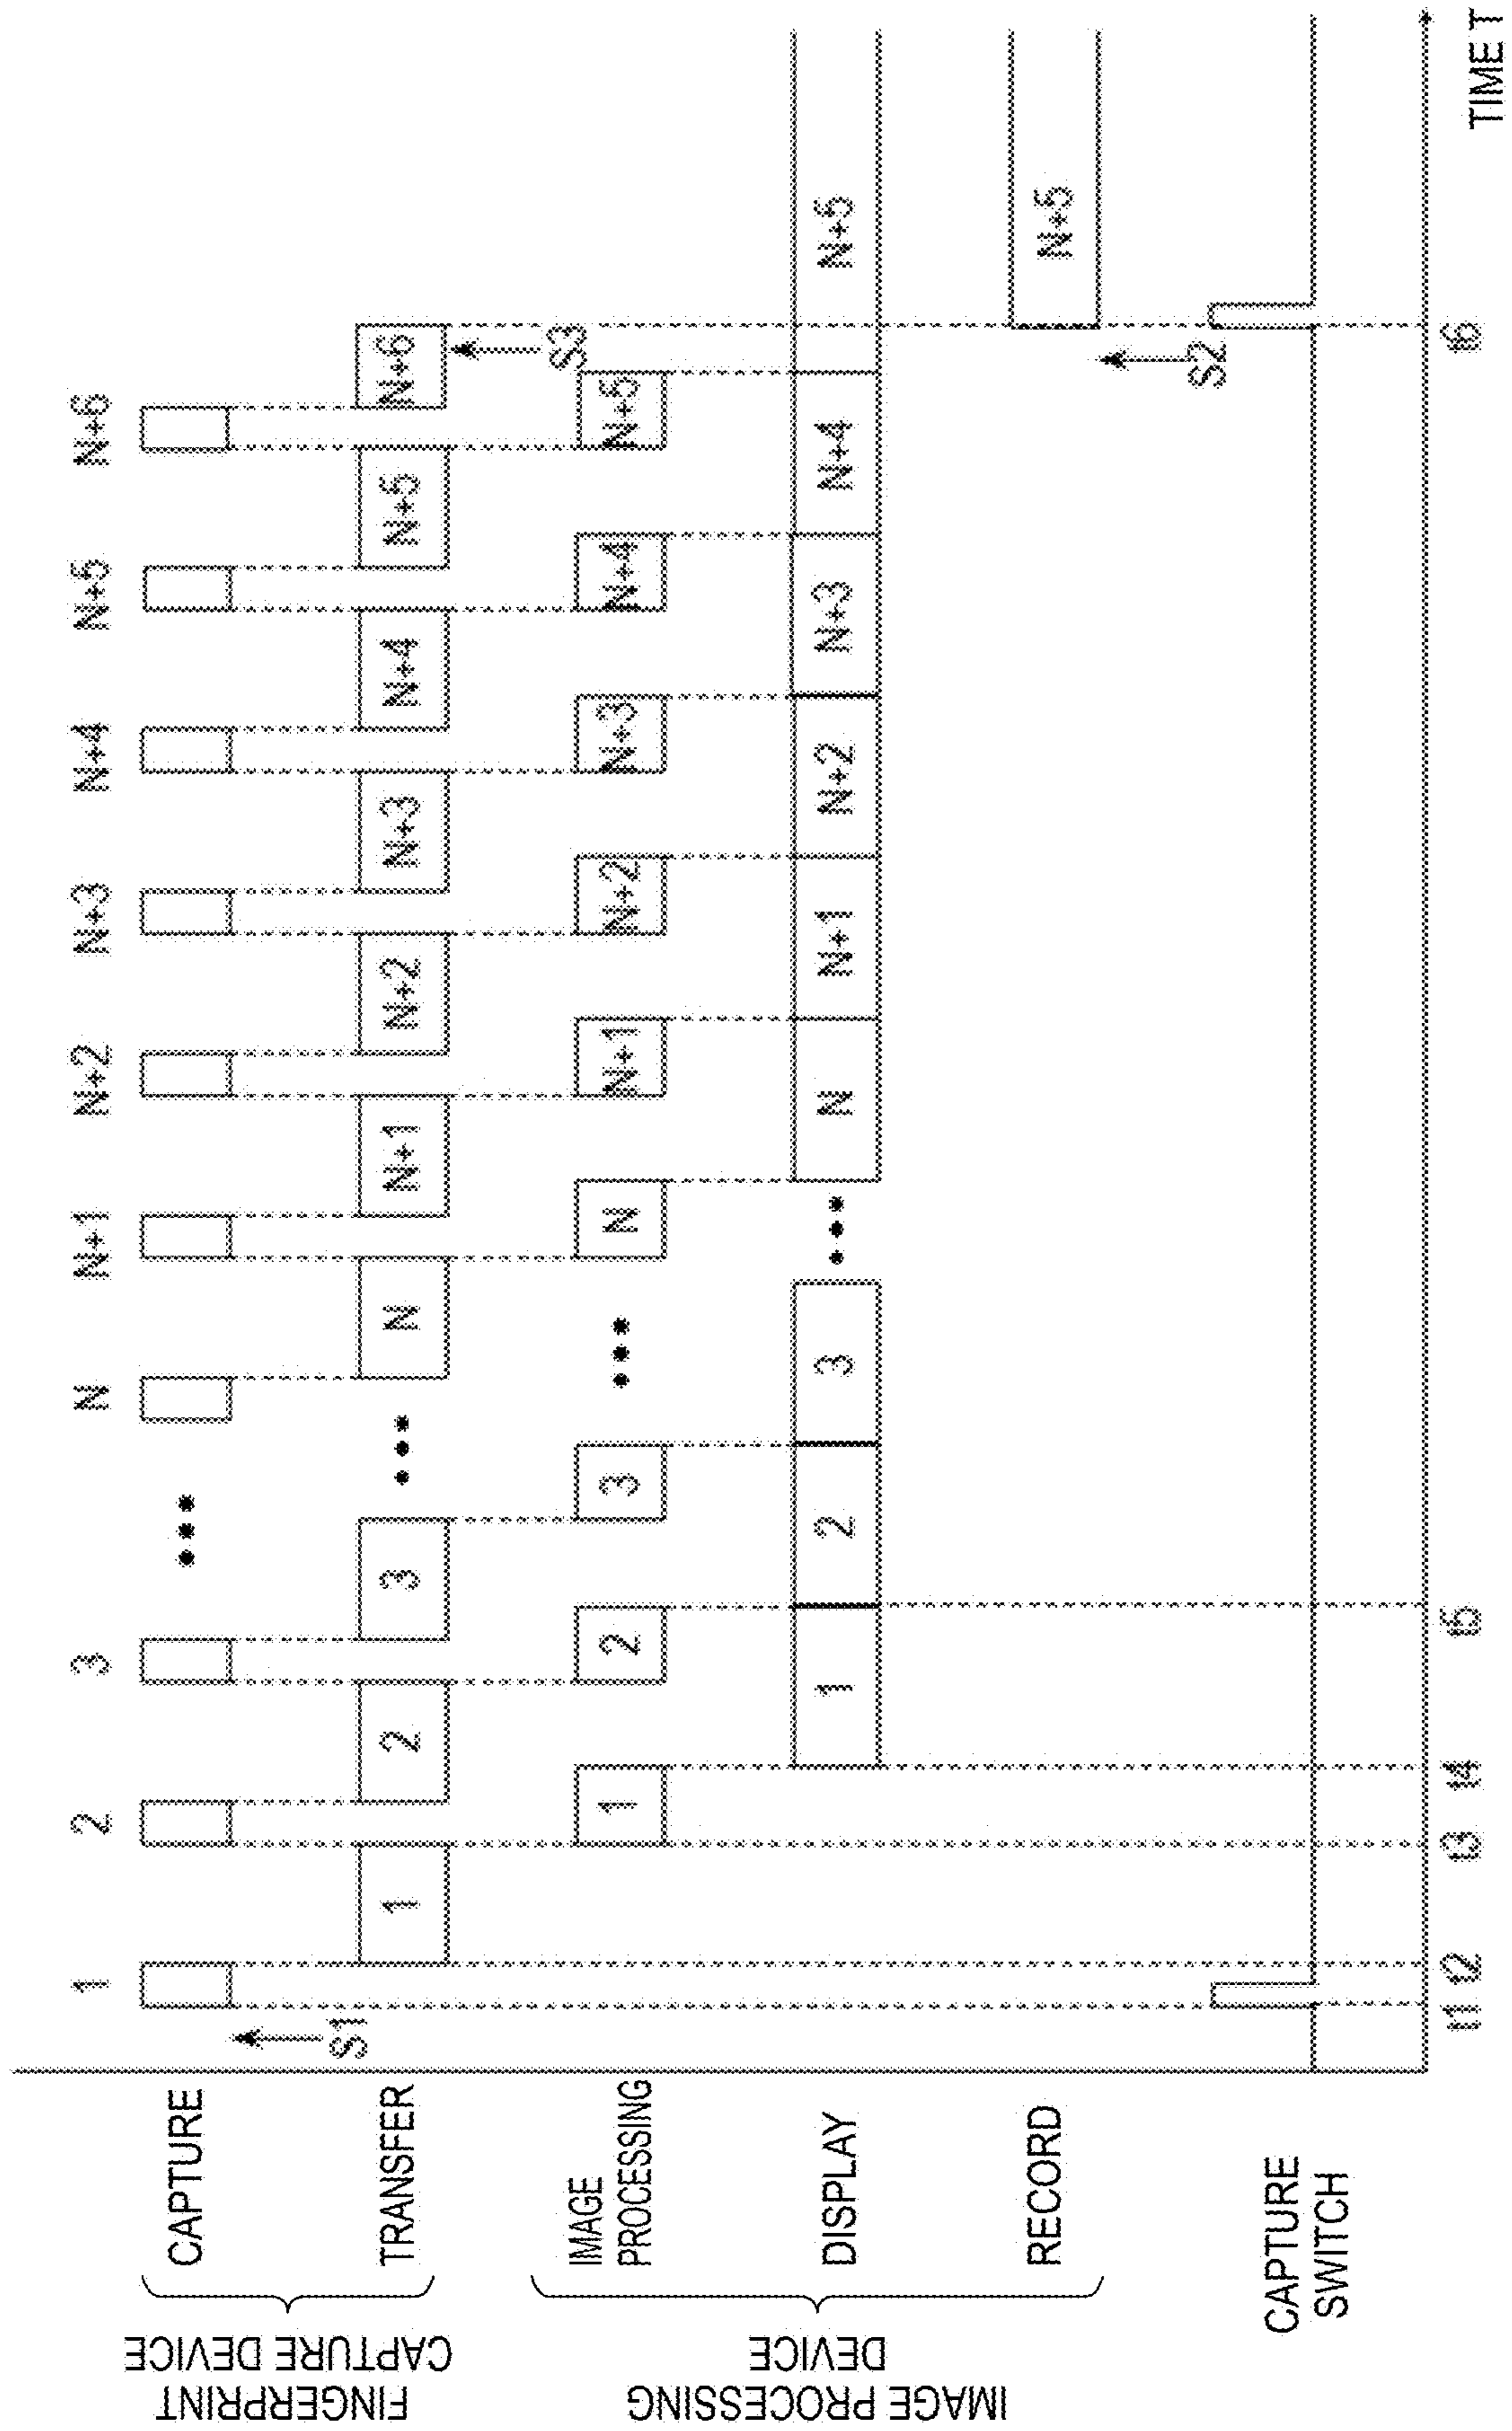 FINGERPRINT
CAPTURE DEVICE
CAPTURE
1
2
3
•••
N
N+1
N+2
N+3
N+4
N+5
N+6
S1
TRANSFER
1
2
3
•••
N
N+1
N+2
N+3
N+4
N+5
N+6
S3
IMAGE PROCESSING
DEVICE
IMAGE
PROCESSING
1
2
3
•••
N
N+1
N+2
N+3
N+4
N+5
DISPLAY
1
2
3
•••
N
N+1
N+2
N+3
N+4
N+5
RECORD
N+5
S2
CAPTURE
SWITCH
t1
t2
t3
t4
t5
t6
TIME T